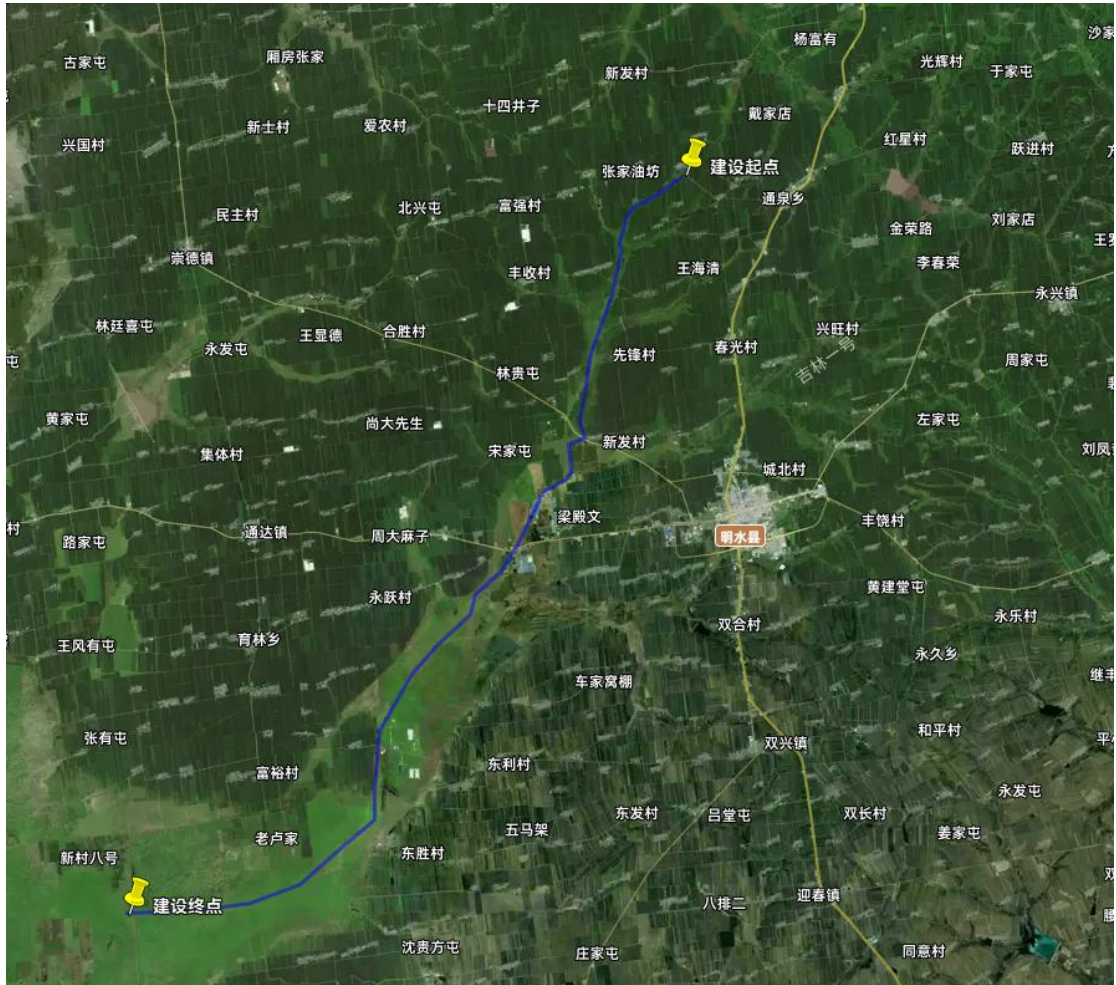 杨富有
沙家
古家屯
厢房张家
新发村
光辉村
于家屯
十四井子
戴家店
兴国村
新士村
爱农村
红星村
跃进村
张家油坊
建设起点
通泉乡
民主村
北兴屯
富强村
金荣路
刘家店
崇德镇
丰收村
王海清
李春荣
永兴镇
林廷喜屯
王显德
合胜村
兴旺村
永发屯
先锋村
春光村
吉林一号
周家屯
屯
林贵屯
黄家屯
尚大先生
左家屯
集体村
宋家屯
新发村
城北村
刘凤
村
路家屯
通达镇
周大麻子
梁殿文
明水县
丰饶村
永跃村
黄建堂屯
王风有屯
育林乡
双合村
永乐村
永久乡
车家窝棚
继丰
张有屯
双兴镇
和平村
富裕村
东利村
永发屯
老卢家
五马架
东发村
吕堂屯
双长村
姜家屯
新村八号
东胜村
双
建设终点
八排二
迎春镇
沈贵方屯
庄家屯
同意村